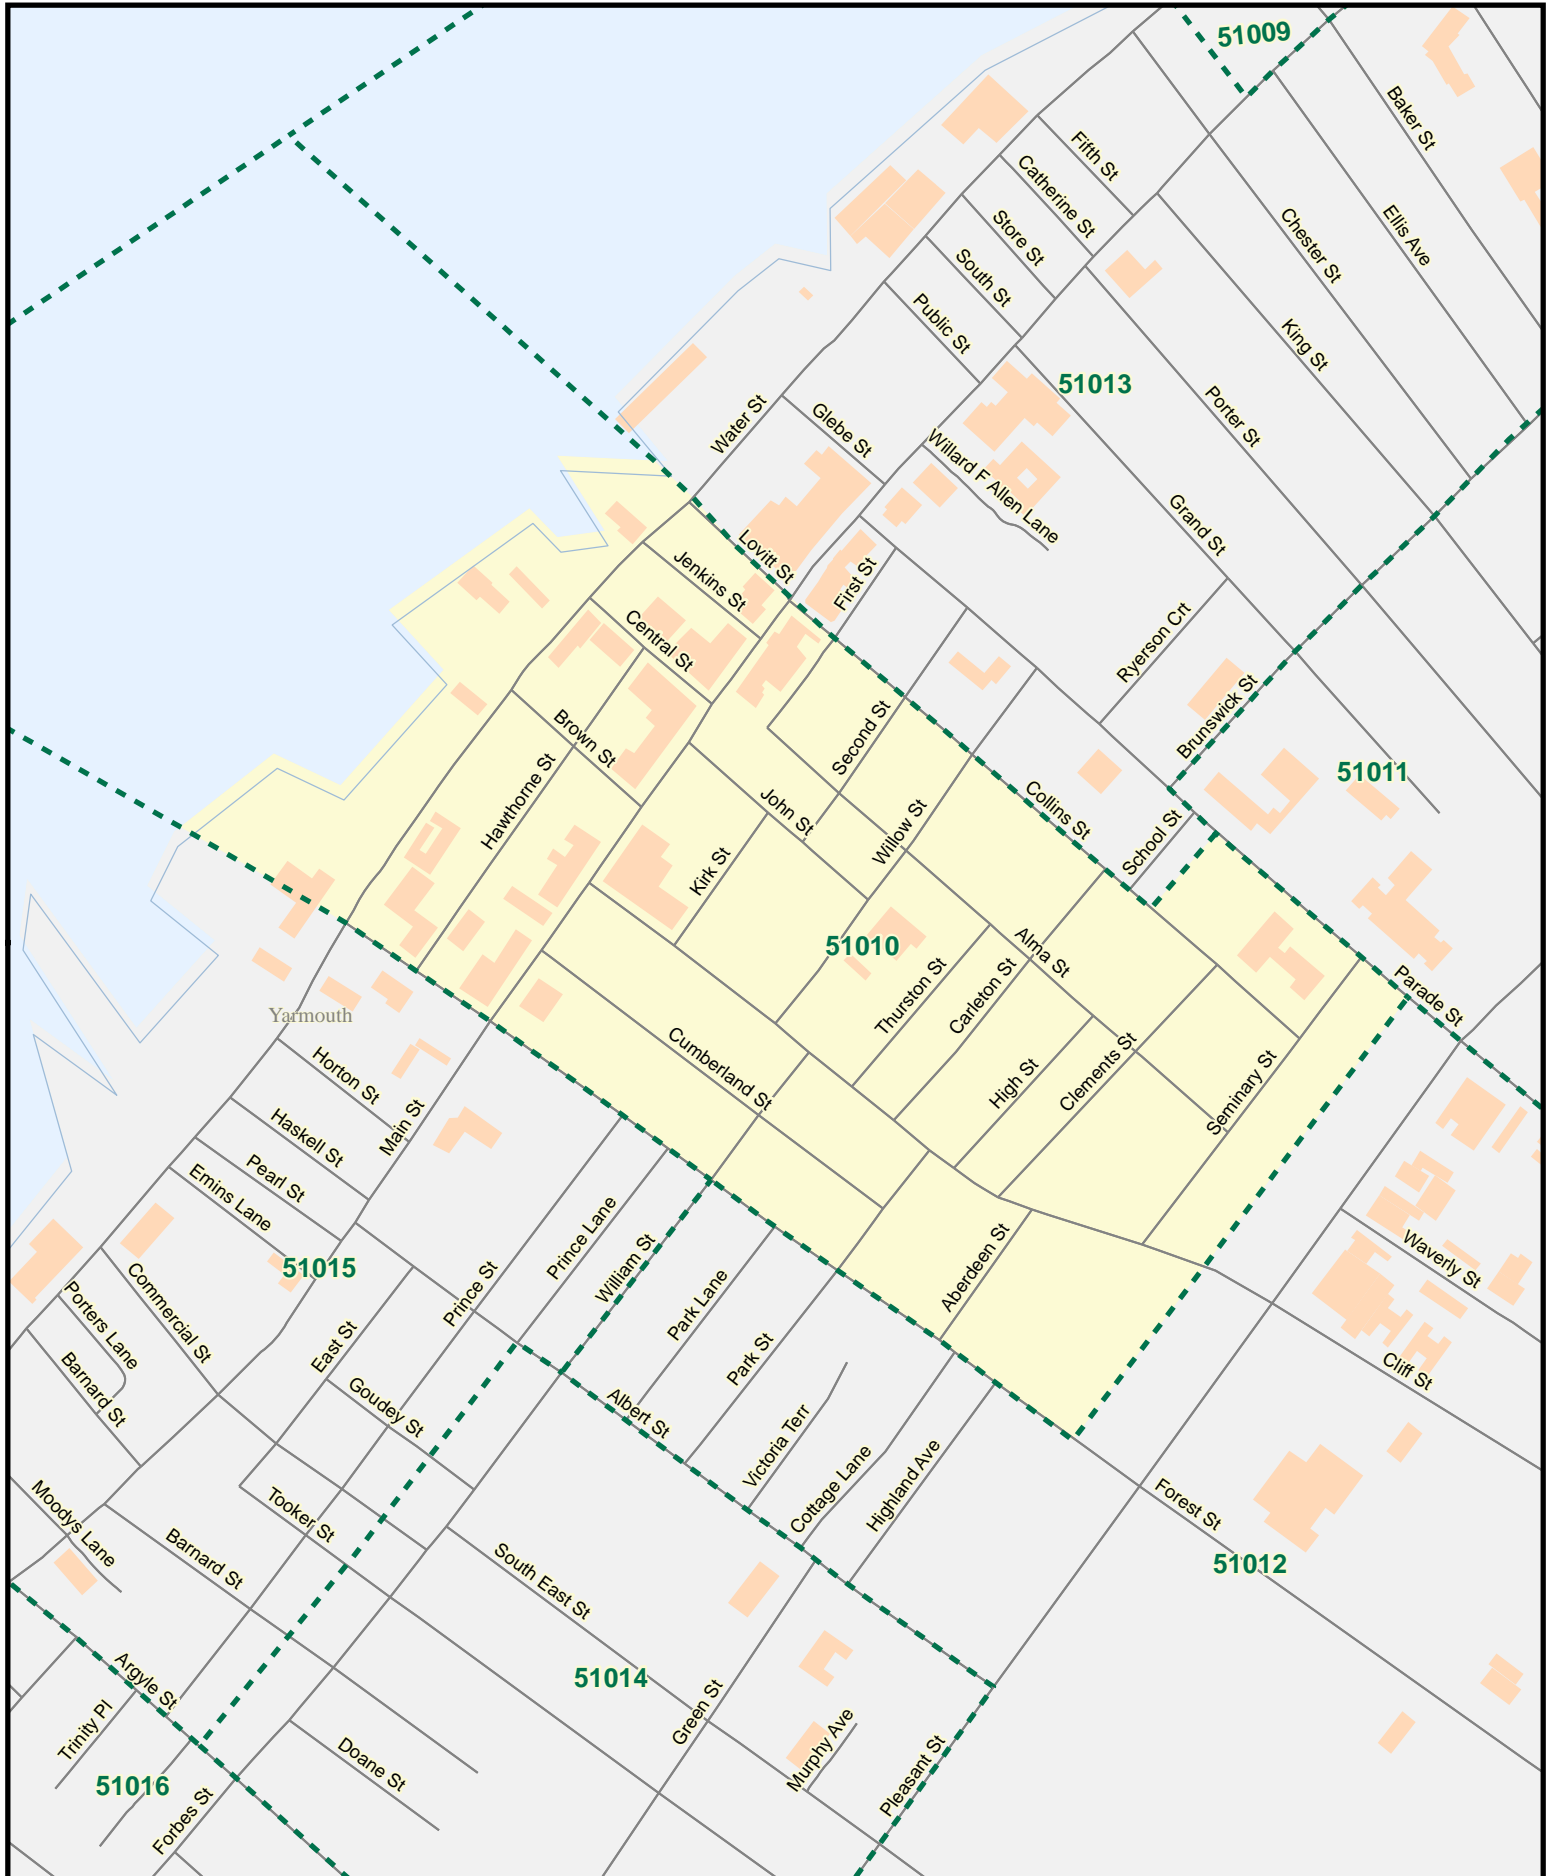 51009
Baker St
Fifth St
Catherine St
Store St
Chester St
Ellis Ave
South St
Public St
King St
51013
Porter St
Water St
Glebe St
Willard F Allen Lane
Grand St
Lovitt St
Jenkins St
First St
Central St
Ryerson Crt
Brunswick St
Second St
Brown St
51011
Hawthorne St
John St
Willow St
Collins St
School St
Kirk St
51010
Alma St
Thurston St
Carleton St
Parade St
Yarmouth
Cumberland St
High St
Clements St
Seminary St
Horton St
Main St
Haskell St
Pearl St
Emins Lane
51015
Prince Lane
William St
Aberdeen St
Waverly St
Porters Lane
Commercial St
Prince St
Park Lane
East St
Park St
Barnard St
Goudey St
Albert St
Cliff St
Victoria Terr
Cottage Lane
Highland Ave
Moodys Lane
Tooker St
Forest St
Barnard St
South East St
51012
Argyle St
51014
Trinity Pl
Green St
Murphy Ave
Pleasant St
51016
Doane St
Forbes St